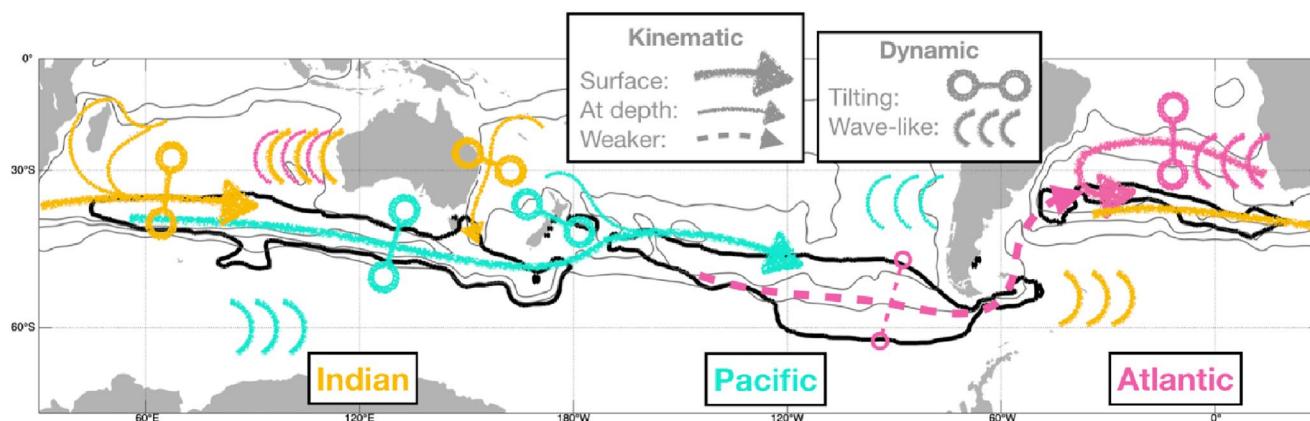 Kinematic
Surface:
At depth:
Weaker:
Dynamic
Tilting:
Wave-like:
0°
30°S
60°S
Indian
Pacific
Atlantic
60°E
120°E
180°W
120°W
60°W
0°